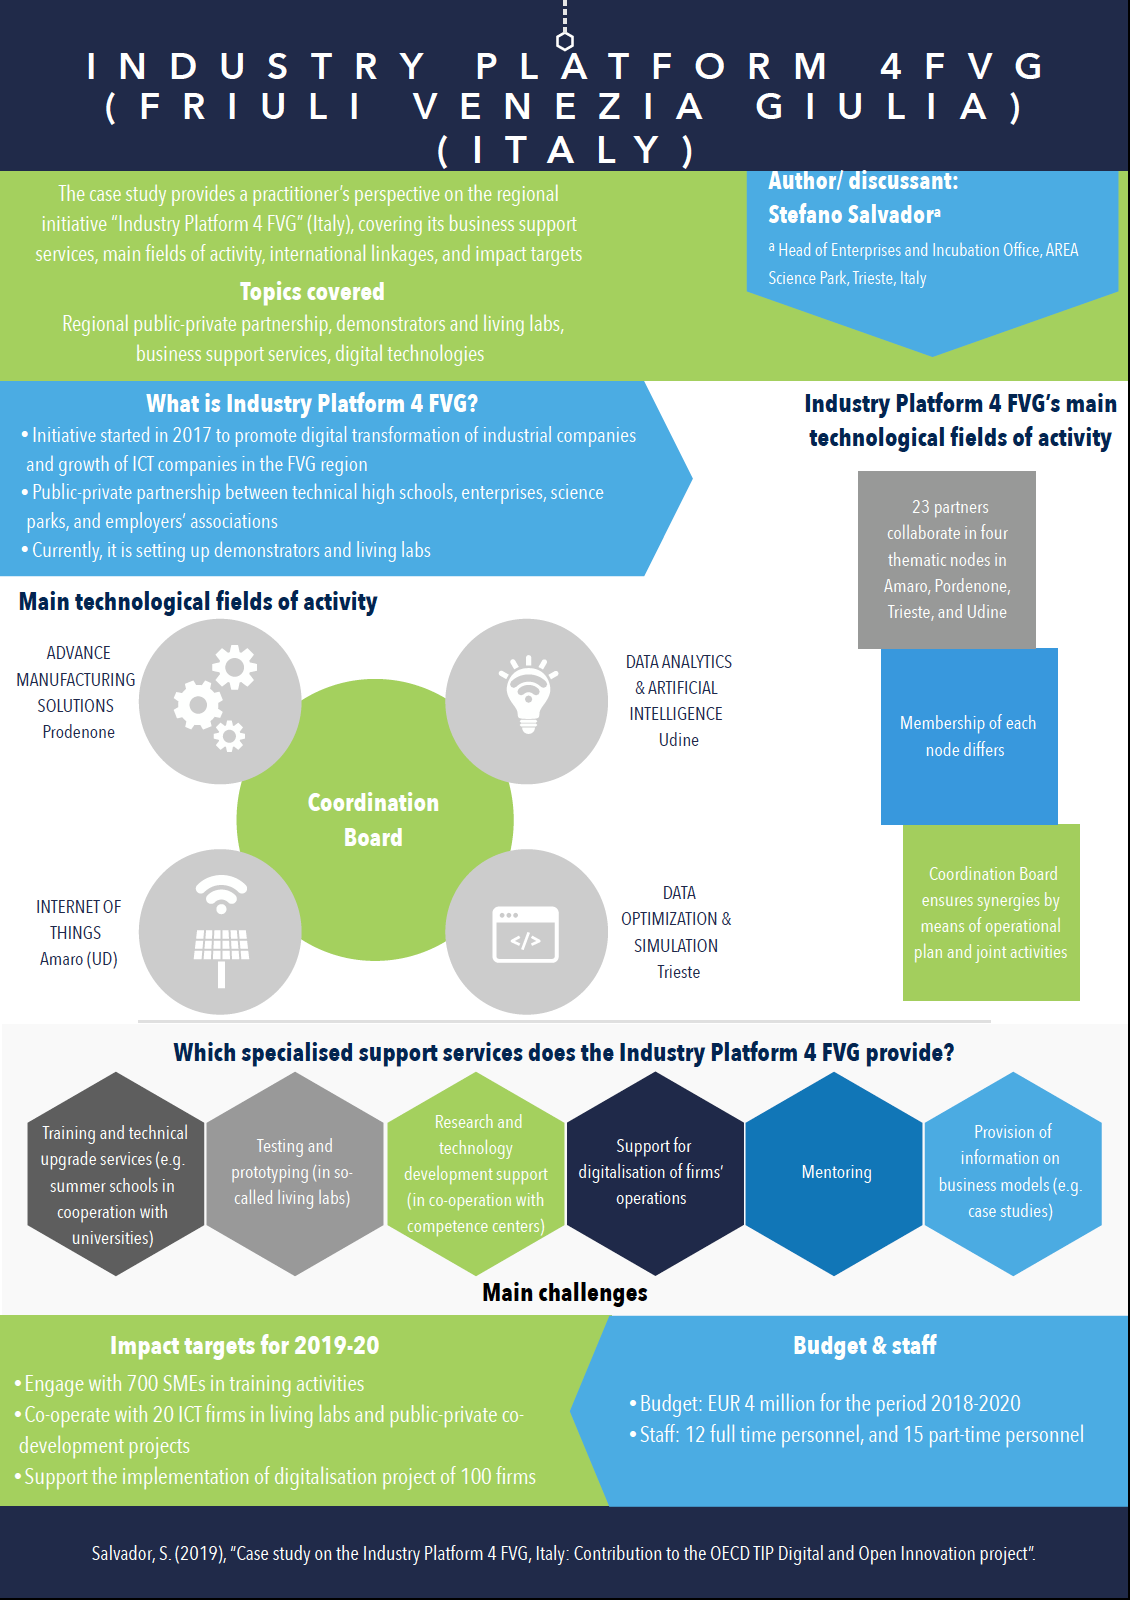 INDUSTRY PLATFORM 4FVG
(FRIULI VENEZIA GIULIA)
(ITALY)
The case study provides a practitioner's perspective on the regional
initiative "Industry Platform 4 FVG" (Italy), covering its business support
services, main fields of activity, international linkages, and impact targets
Topics covered
Regional public-private partnership, demonstrators and living labs,
business support services, digital technologies
Author/ discussant:
Stefano Salvadorª
ª Head of Enterprises and Incubation Office, AREA
Science Park, Trieste, Italy
What is Industry Platform 4 FVG?
• Initiative started in 2017 to promote digital transformation of industrial companies
and growth of ICT companies in the FVG region
• Public-private partnership between technical high schools, enterprises, science
parks, and employers' associations
• Currently, it is setting up demonstrators and living labs
Industry Platform 4 FVG's main
technological fields of activity
23 partners
collaborate in four
thematic nodes in
Amaro, Pordenone,
Trieste, and Udine
Membership of each
node differs
Coordination Board
ensures synergies by
means of operational
plan and joint activities
Main technological fields of activity
ADVANCE
MANUFACTURING
SOLUTIONS
Prodenone
DATA ANALYTICS
& ARTIFICIAL
INTELLIGENCE
Udine
Coordination
Board
INTERNET OF
THINGS
Amaro (UD)
</>
DATA
OPTIMIZATION &
SIMULATION
Trieste
Which specialised support services does the Industry Platform 4 FVG provide?
Training and technical
upgrade services (e.g.
summer schools in
cooperation with
universities)
Testing and
prototyping (in so-
called living labs)
Research and
technology
development support
(in co-operation with
competence centers)
Support for
digitalisation of firms'
operations
Mentoring
Provision of
information on
business models (e.g.
case studies)
Main challenges
Impact targets for 2019-20
• Engage with 700 SMEs in training activities
• Co-operate with 20 ICT firms in living labs and public-private co-
development projects
• Support the implementation of digitalisation project of 100 firms
Budget & staff
• Budget: EUR 4 million for the period 2018-2020
• Staff: 12 full time personnel, and 15 part-time personnel
Salvador, S. (2019), "Case study on the Industry Platform 4 FVG, Italy: Contribution to the OECD TIP Digital and Open Innovation project".